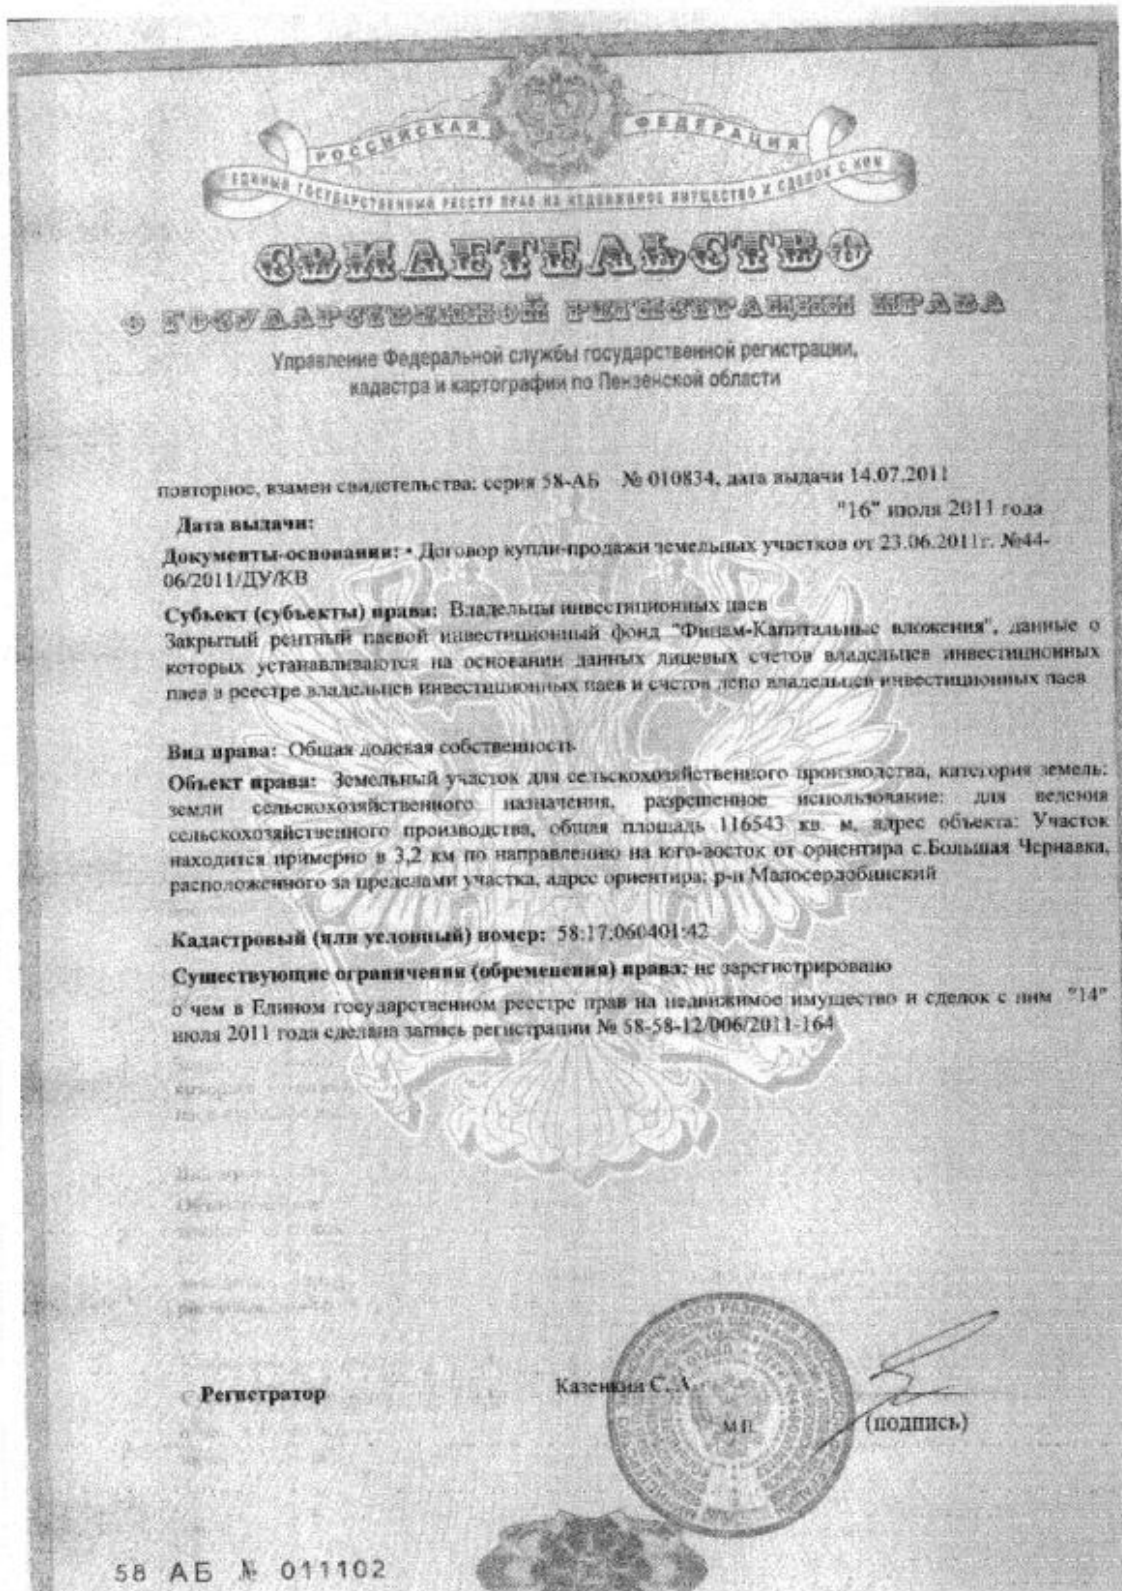 РОССИЙСКАЯ ФЕДЕРАЦИЯ
ЕДИНЫЙ ГОСУДАРСТВЕННЫЙ РЕЕСТР ПРАВ НА НЕДВИЖИМОЕ ИМУЩЕСТВО И СДЕЛОК С НИМ
СВИДЕТЕЛЬСТВО
О ГОСУДАРСТВЕННОЙ РЕГИСТРАЦИИ ПРАВА
Управление Федеральной службы государственной регистрации,
кадастра и картографии по Пензенской области
повторное, взамен свидетельства: серия 58-АБ № 010834, дата выдачи 14.07.2011
Дата выдачи: "16" июля 2011 года
Документы-основания: • Договор купли-продажи земельных участков от 23.06.2011г. №44-
06/2011/ДУ/КВ
Субъект (субъекты) права: Владельцы инвестиционных паев
Закрытый рентный паевой инвестиционный фонд "Финам-Капитальные вложения", данные о
которых устанавливаются на основании данных лицевых счетов владельцев инвестиционных
паев в реестре владельцев инвестиционных паев и счетов депо владельцев инвестиционных паев
Вид права: Общая долевая собственность
Объект права: Земельный участок для сельскохозяйственного производства, категория земель:
земли сельскохозяйственного назначения, разрешенное использование: для ведения
сельскохозяйственного производства, общая площадь 116543 кв. м, адрес объекта: Участок
находится примерно в 3,2 км по направлению на юго-восток от ориентира с.Большая Чернавка,
расположенного за пределами участка, адрес ориентира: р-н Малосердобинский
Кадастровый (или условный) номер: 58:17:060401:42
Существующие ограничения (обременения) права: не зарегистрировано
о чем в Едином государственном реестре прав на недвижимое имущество и сделок с ним "14"
июля 2011 года сделана запись регистрации № 58-58-12/006/2011-164
Регистратор Казенкин С. А.
М.П. (подпись)
58 АБ № 011102